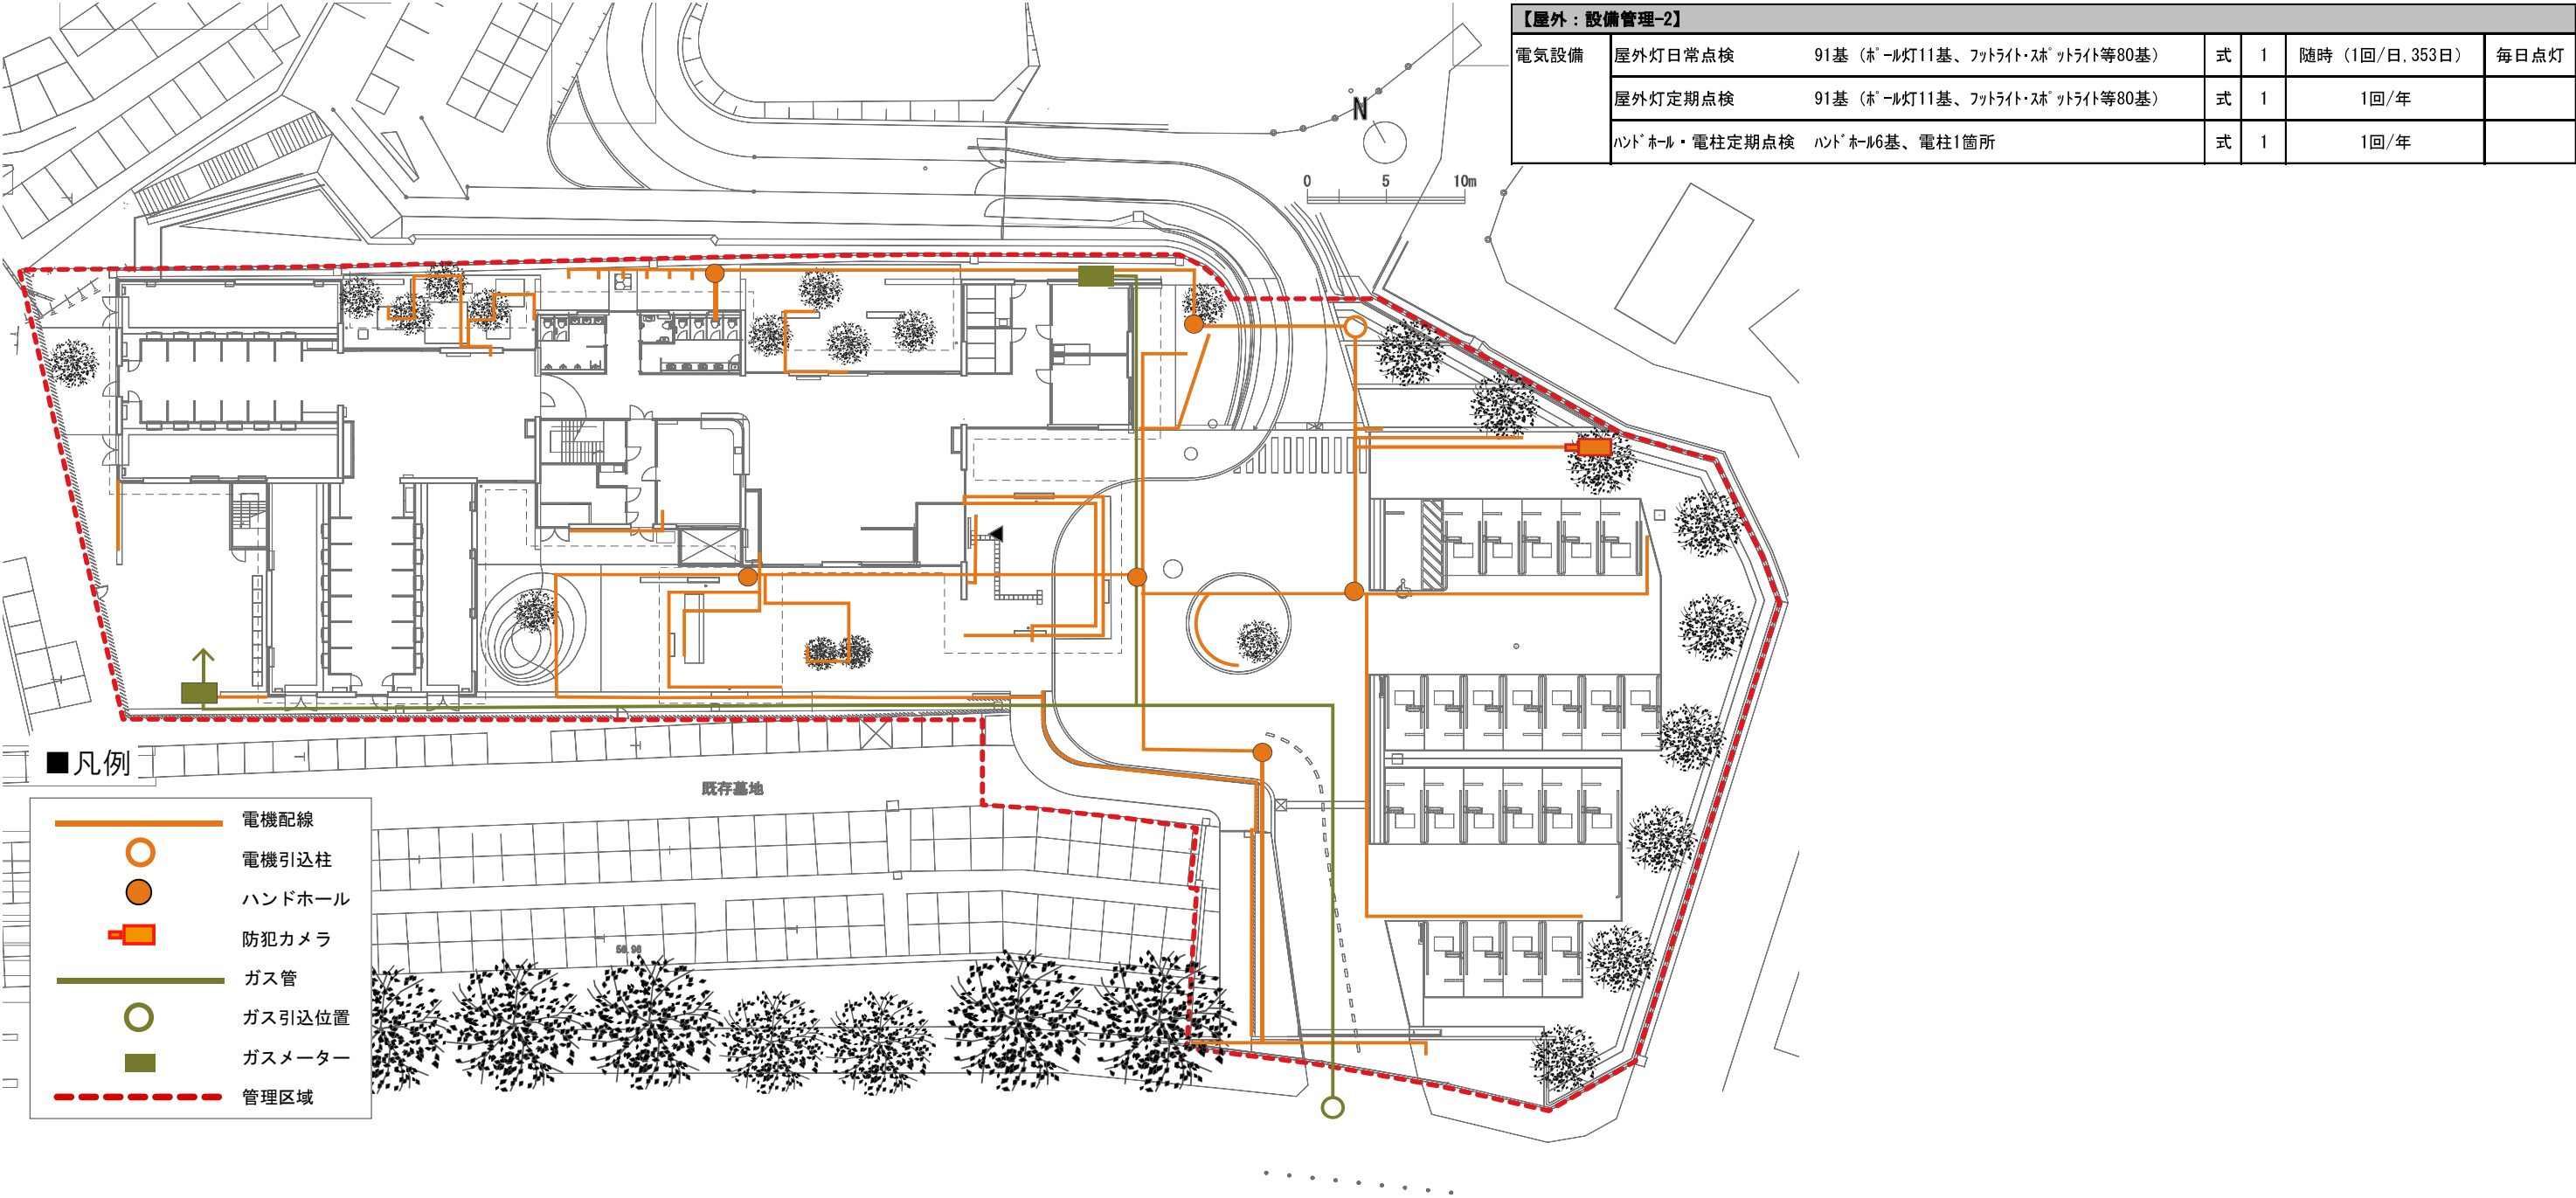 【屋外：設備管理-2】
電気設備 屋外灯日常点検 91基（ﾎﾟｰﾙ灯11基、ﾌｯﾄﾗｲﾄ・ｽﾎﾟｯﾄﾗｲﾄ等80基） 式 1 随時（1回/日,353日） 毎日点灯
屋外灯定期点検 91基（ﾎﾟｰﾙ灯11基、ﾌｯﾄﾗｲﾄ・ｽﾎﾟｯﾄﾗｲﾄ等80基） 式 1 1回/年
ﾊﾝﾄﾞﾎｰﾙ・電柱定期点検 ﾊﾝﾄﾞﾎｰﾙ6基、電柱1箇所 式 1 1回/年
N
0 5 10m
既存墓地
56.96
■凡例
電機配線
電機引込柱
ハンドホール
防犯カメラ
ガス管
ガス引込位置
ガスメーター
管理区域